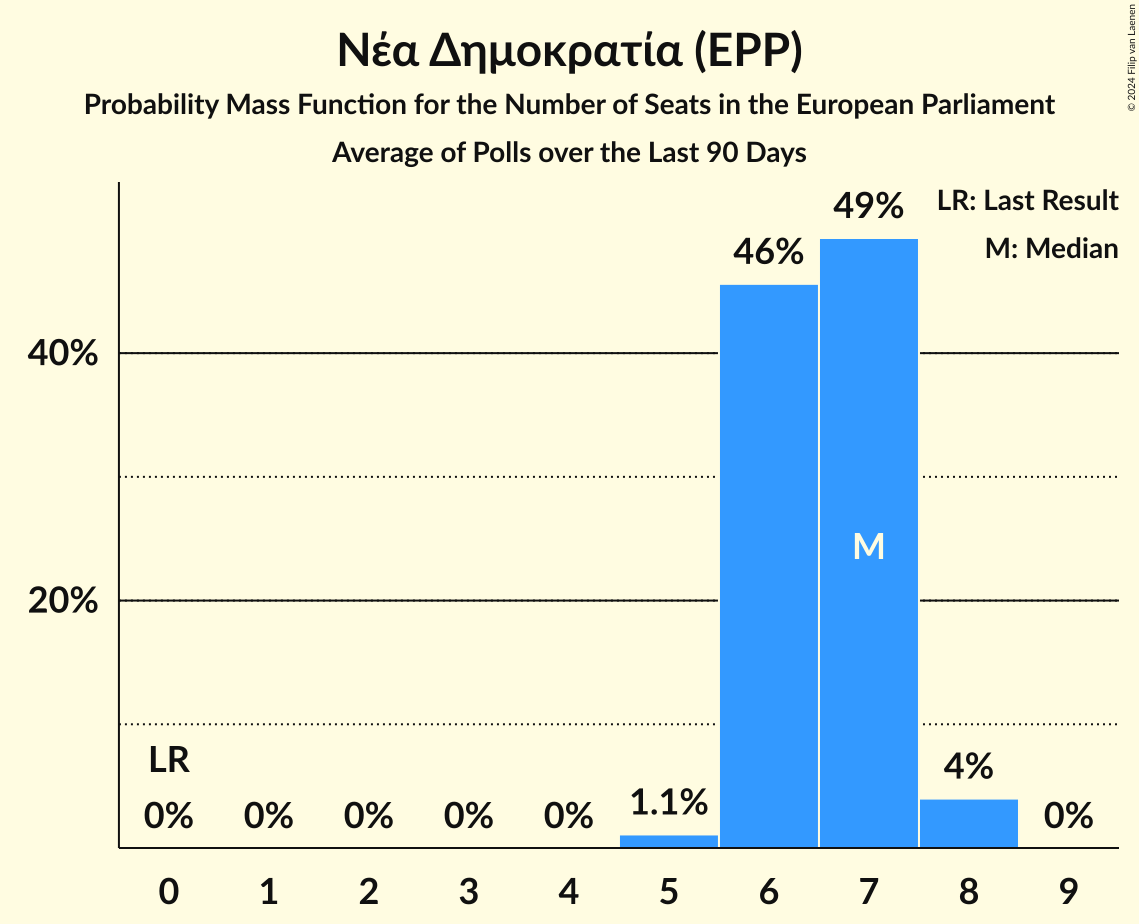 Νέα Δημοκρατία (EPP)
Probability Mass Function for the Number of Seats in the European Parliament
Average of Polls over the Last 90 Days
© 2024 Filip van Laenen
LR: Last Result
M: Median
49%
46%
40%
M
20%
LR
0% 0% 0% 0% 0% 1.1% 4% 0%
0 1 2 3 4 5 6 7 8 9